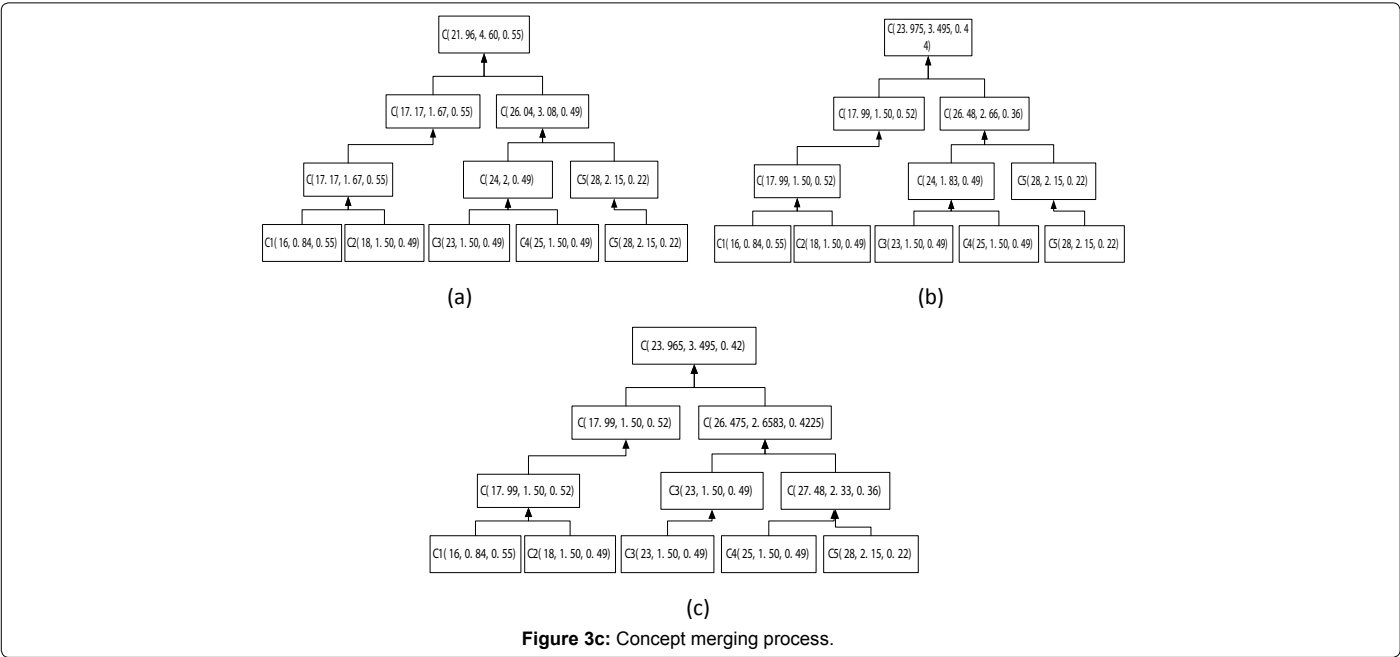 C( 21. 96, 4. 60, 0. 55)
C( 17. 17, 1. 67, 0. 55)
C( 26. 04, 3. 08, 0. 49)
C( 17. 17, 1. 67, 0. 55)
C( 24, 2, 0. 49)
C5( 28, 2. 15, 0. 22)
C1( 16, 0. 84, 0. 55)
C2( 18, 1. 50, 0. 49)
C3( 23, 1. 50, 0. 49)
C4( 25, 1. 50, 0. 49)
C5( 28, 2. 15, 0. 22)
(a)
C( 23. 975, 3. 495, 0. 4
4)
C( 17. 99, 1. 50, 0. 52)
C( 26. 48, 2. 66, 0. 36)
C( 17. 99, 1. 50, 0. 52)
C( 24, 1. 83, 0. 49)
C5( 28, 2. 15, 0. 22)
C1( 16, 0. 84, 0. 55)
C2( 18, 1. 50, 0. 49)
C3( 23, 1. 50, 0. 49)
C4( 25, 1. 50, 0. 49)
C5( 28, 2. 15, 0. 22)
(b)
C( 23. 965, 3. 495, 0. 42)
C( 17. 99, 1. 50, 0. 52)
C( 26. 475, 2. 6583, 0. 4225)
C( 17. 99, 1. 50, 0. 52)
C3( 23, 1. 50, 0. 49)
C( 27. 48, 2. 33, 0. 36)
C1( 16, 0. 84, 0. 55)
C2( 18, 1. 50, 0. 49)
C3( 23, 1. 50, 0. 49)
C4( 25, 1. 50, 0. 49)
C5( 28, 2. 15, 0. 22)
(c)
Figure 3c: Concept merging process.